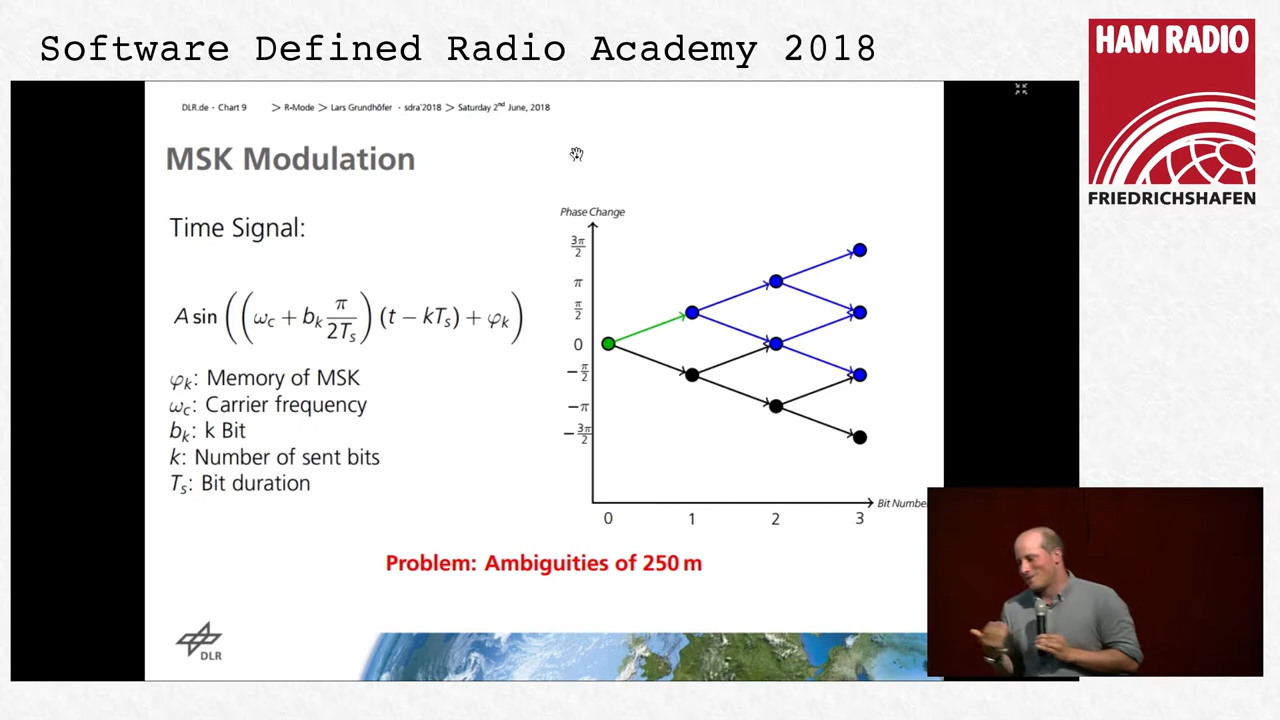 Software Defined Radio Academy 2018
HAM RADIO
FRIEDRICHSHAFEN
DLR.de · Chart 9 > R-Mode > Lars Grundhöfer · sdra'2018 > Saturday 2nd June, 2018
MSK Modulation
Time Signal:
A sin ((ω_c + b_k π/2T_s) (t − kT_s) + φ_k)
φ_k: Memory of MSK
ω_c: Carrier frequency
b_k: k Bit
k: Number of sent bits
T_s: Bit duration
Phase Change
3π/2
π
π/2
0
−π/2
−π
−3π/2
0 1 2 3
Bit Number
Problem: Ambiguities of 250 m
DLR